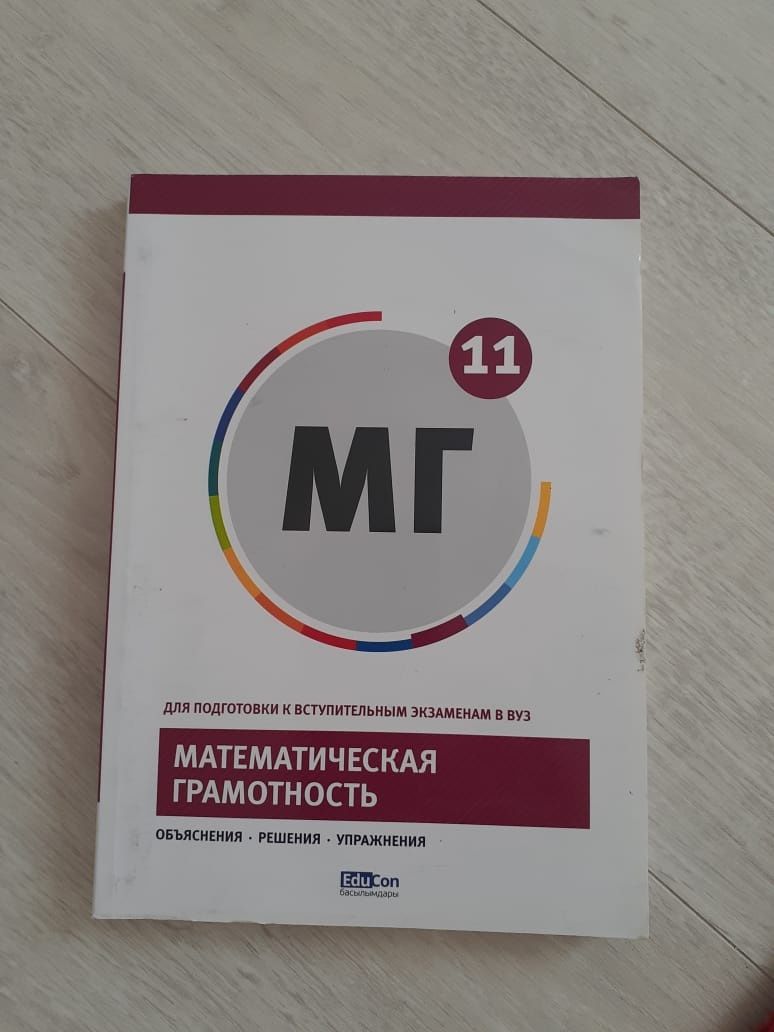 11
МГ
ДЛЯ ПОДГОТОВКИ К ВСТУПИТЕЛЬНЫМ ЭКЗАМЕНАМ В ВУЗ
МАТЕМАТИЧЕСКАЯ
ГРАМОТНОСТЬ
ОБЪЯСНЕНИЯ · РЕШЕНИЯ · УПРАЖНЕНИЯ
EduCon
басылымдары